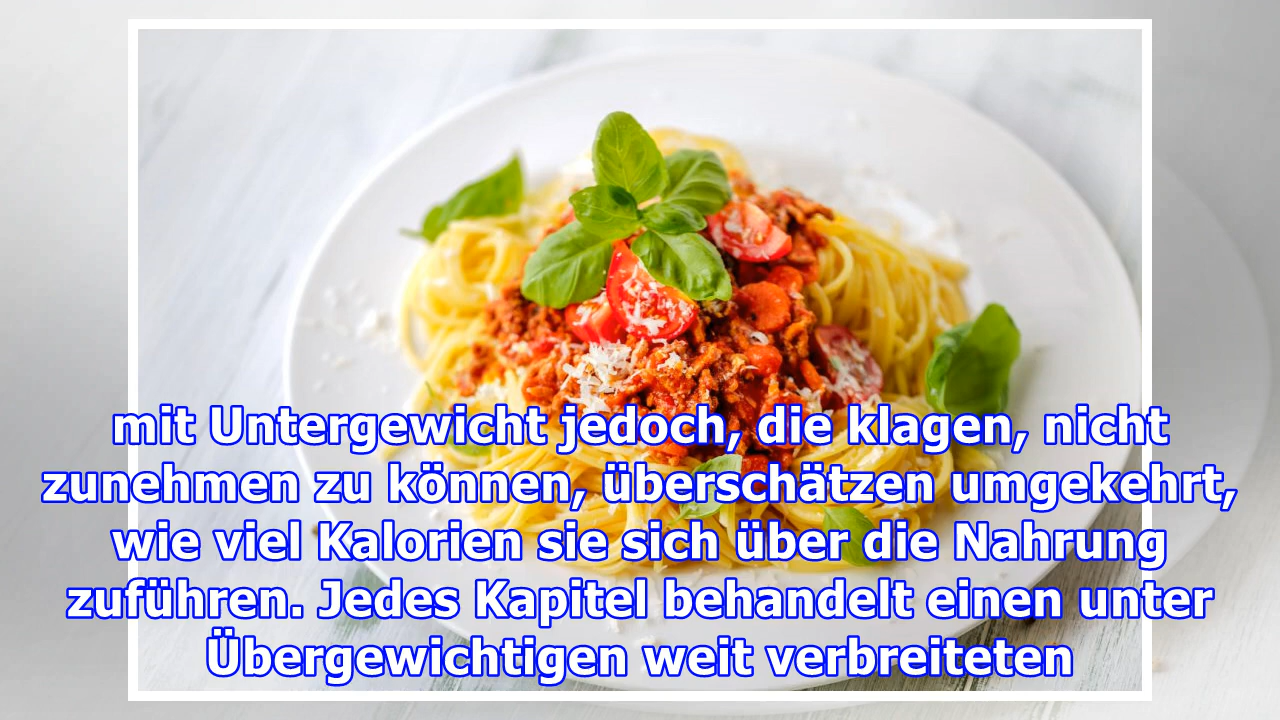 mit Untergewicht jedoch, die klagen, nicht
zunehmen zu können, überschätzen umgekehrt,
wie viel Kalorien sie sich über die Nahrung
zuführen. Jedes Kapitel behandelt einen unter
Übergewichtigen weit verbreiteten